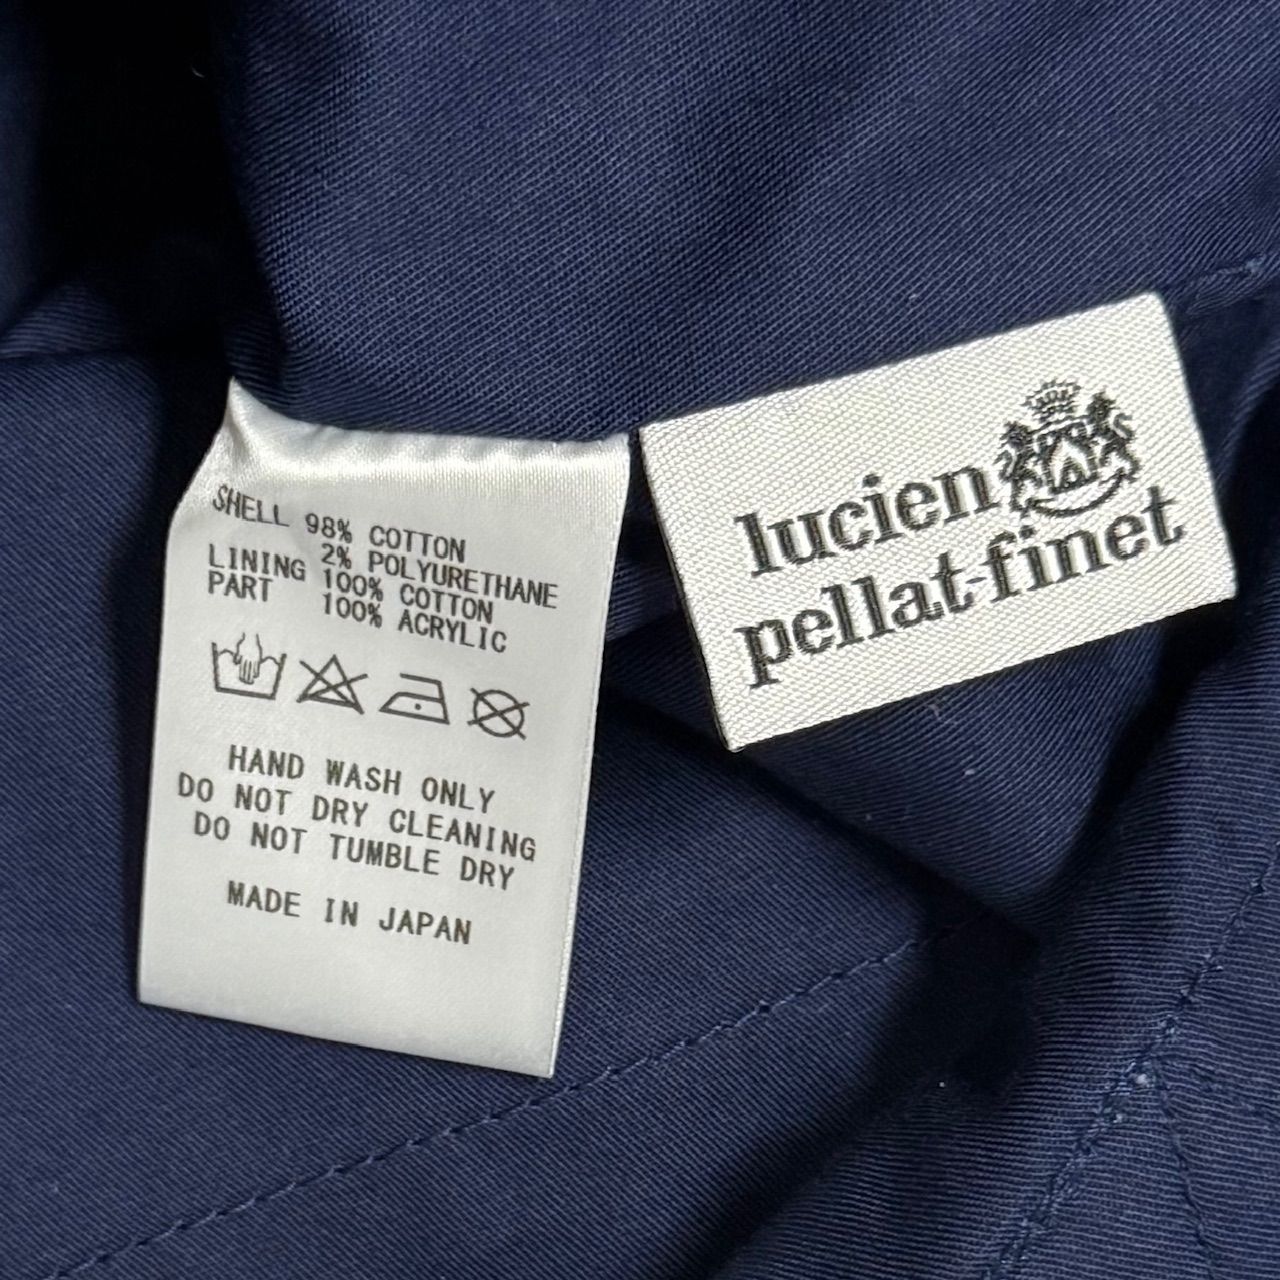 SHELL 98% COTTON
2% POLYURETHANE
LINING 100% COTTON
PART 100% ACRYLIC
HAND WASH ONLY
DO NOT DRY CLEANING
DO NOT TUMBLE DRY
MADE IN JAPAN
lucien
pellat-finet